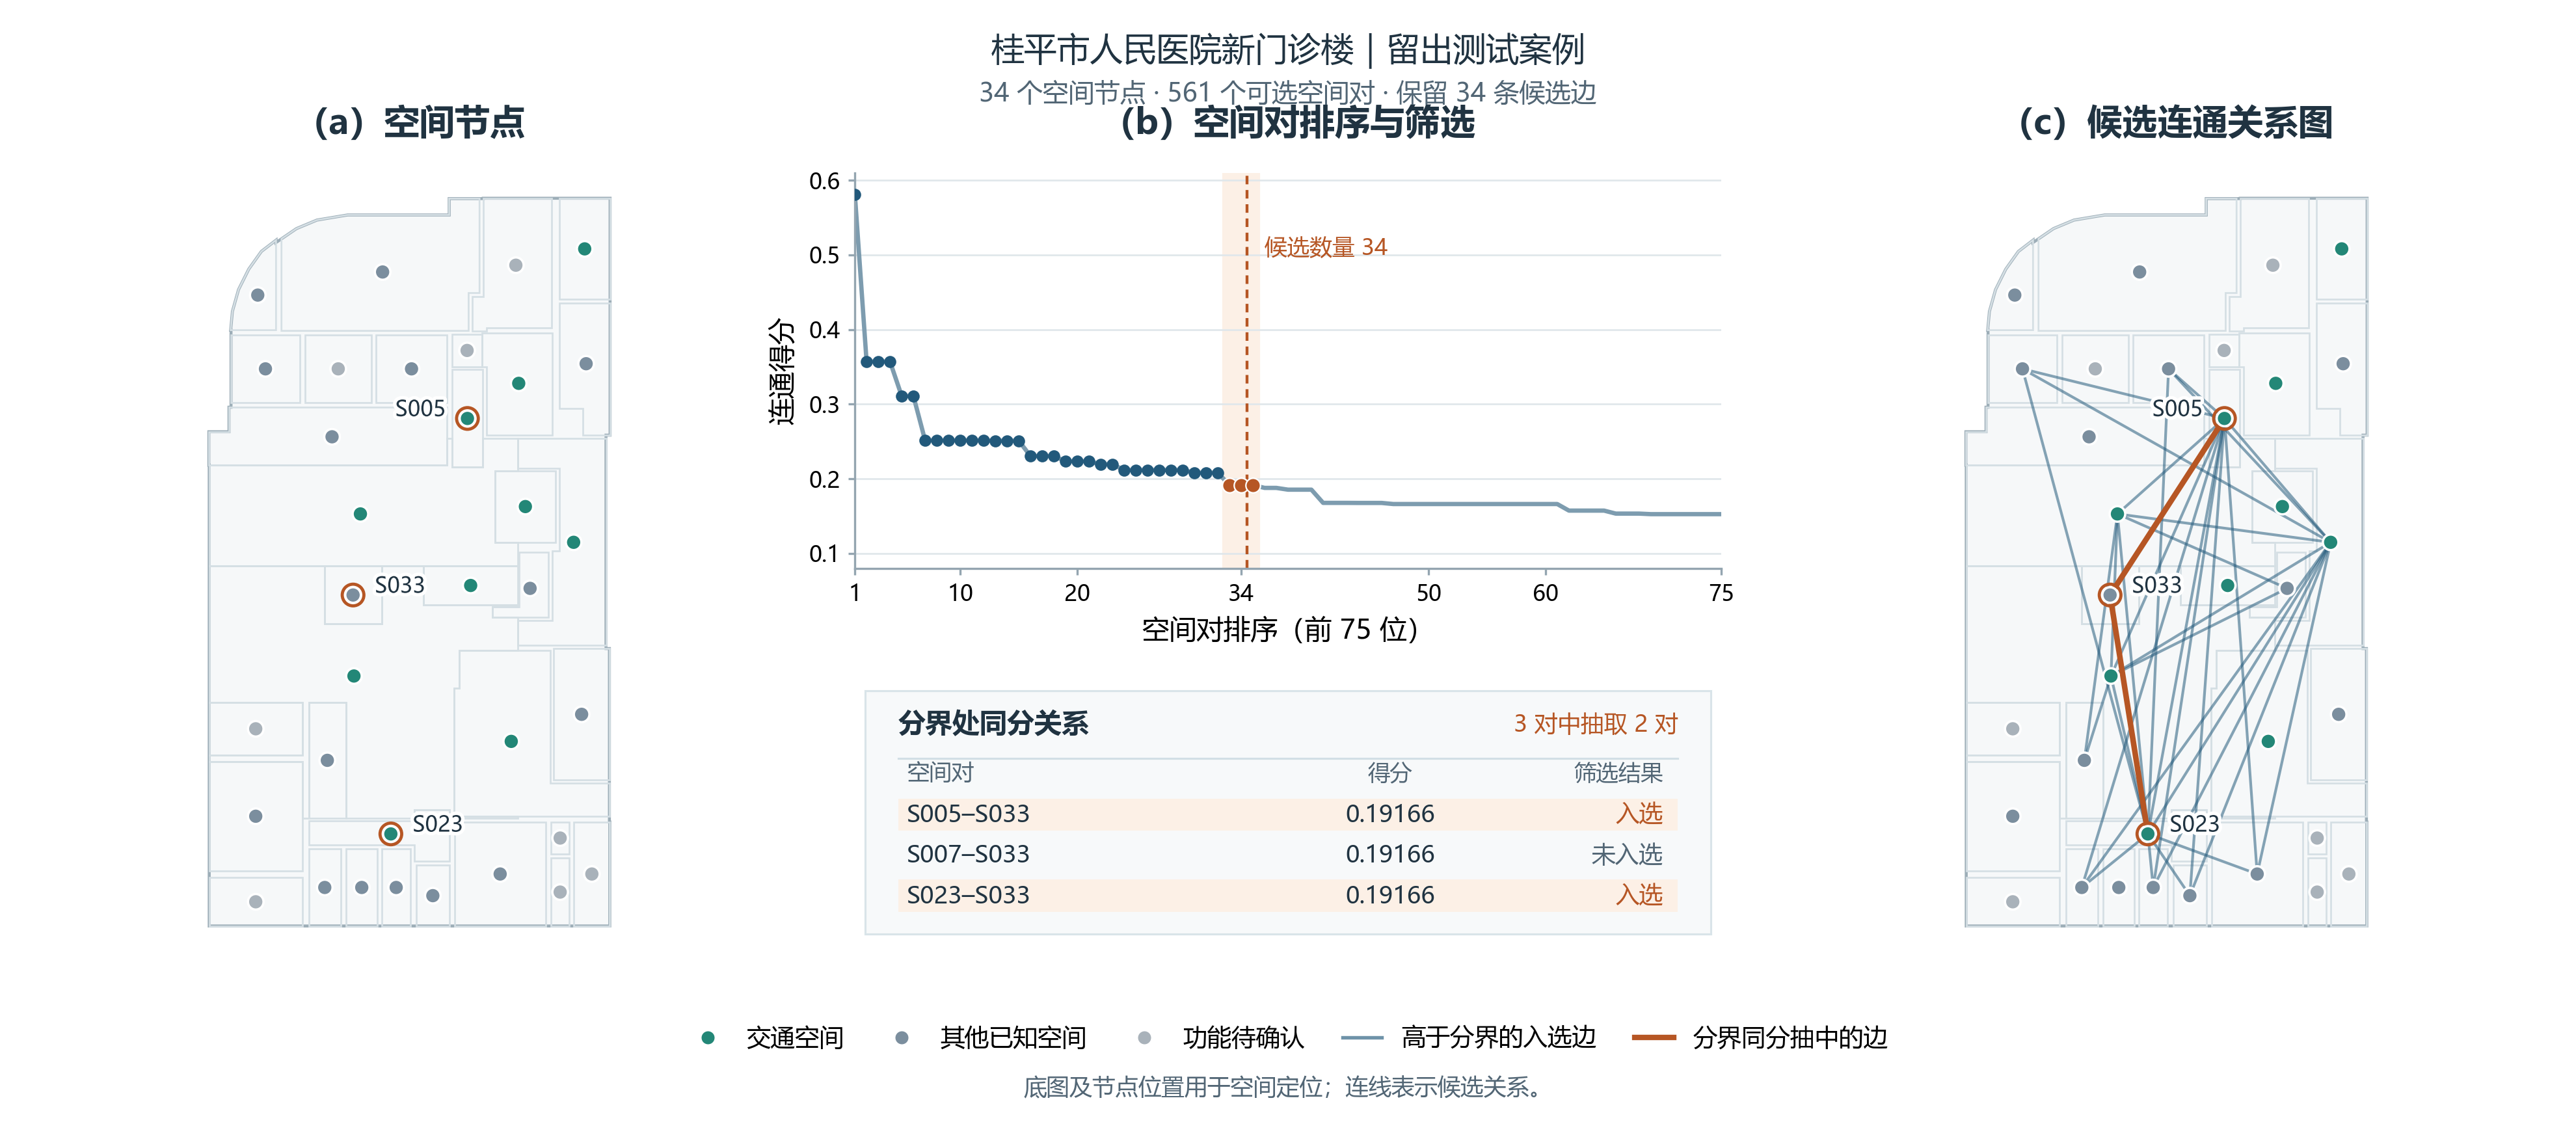 桂平市人民医院新门诊楼｜留出测试案例
34 个空间节点 · 561 个可选空间对 · 保留 34 条候选边
（a）空间节点
S005
S033
S023
（b）空间对排序与筛选
连通得分
0.6
0.5
0.4
0.3
0.2
0.1
候选数量 34
1 10 20 34 50 60 75
空间对排序（前 75 位）
分界处同分关系 3 对中抽取 2 对
空间对 得分 筛选结果
S005–S033 0.19166 入选
S007–S033 0.19166 未入选
S023–S033 0.19166 入选
（c）候选连通关系图
S005
S033
S023
交通空间 其他已知空间 功能待确认 高于分界的入选边 分界同分抽中的边
底图及节点位置用于空间定位；连线表示候选关系。